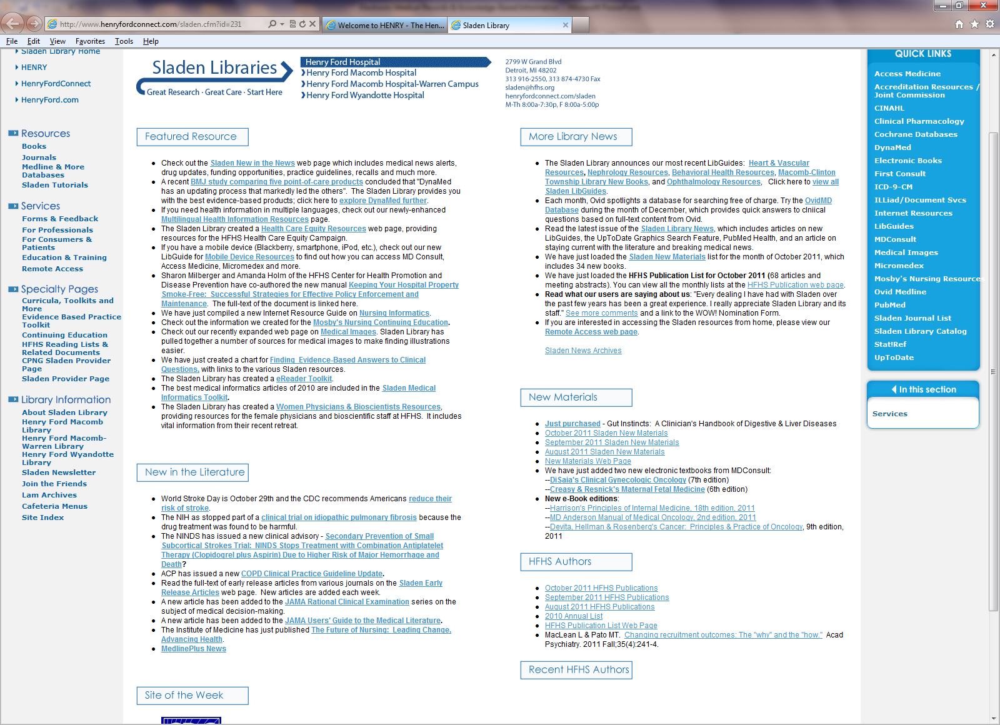 http://www.henryfordconnect.com/sladen.cfm?id=231
Welcome to HENRY - The Hen...
Sladen Library
File Edit View Favorites Tools Help
Sladen Library Home
HENRY
HenryFordConnect
HenryFord.com
Resources
Books
Journals
Medline & More
Databases
Sladen Tutorials
Services
Forms & Feedback
For Professionals
For Consumers &
Patients
Education & Training
Remote Access
Specialty Pages
Curricula, Toolkits and
More
Evidence Based Practice
Toolkit
Continuing Education
HFHS Reading Lists &
Related Documents
CPNG Sladen Provider
Page
Sladen Provider Page
Library Information
About Sladen Library
Henry Ford Macomb
Library
Henry Ford Macomb-
Warren Library
Henry Ford Wyandotte
Library
Sladen Newsletter
Join the Friends
Lam Archives
Cafeteria Menus
Site Index
Sladen Libraries
Great Research · Great Care · Start Here
Henry Ford Hospital
Henry Ford Macomb Hospital
Henry Ford Macomb Hospital-Warren Campus
Henry Ford Wyandotte Hospital
2799 W Grand Blvd
Detroit, MI 48202
313 916-2550, 313 874-4730 Fax
sladen@hfhs.org
henryfordconnect.com/sladen
M-Th 8:00a-7:30p, F 8:00a-5:00p
Featured Resource
Check out the Sladen New in the News web page which includes medical news alerts,
drug updates, funding opportunities, practice guidelines, recalls and much more.
A recent BMJ study comparing five point-of-care products concluded that "DynaMed
has an updating process that markedly led the others". The Sladen Library provides you
with the best evidence-based products; click here to explore DynaMed further.
If you need health information in multiple languages, check out our newly-enhanced
Multilingual Health Information Resources page.
The Sladen Library created a Health Care Equity Resources web page, providing
resources for the HFHS Health Care Equity Campaign.
If you have a mobile device (Blackberry, smartphone, iPod, etc.), check out our new
LibGuide for Mobile Device Resources to find out how you can access MD Consult,
Access Medicine, Micromedex and more.
Sharon Milberger and Amanda Holm of the HFHS Center for Health Promotion and
Disease Prevention have co-authored the new manual Keeping Your Hospital Property
Smoke-Free: Successful Strategies for Effective Policy Enforcement and
Maintenance. The full-text of the document is linked here.
We have just compiled a new Internet Resource Guide on Nursing Informatics.
Check out the information we created for the Mosby's Nursing Continuing Education.
Check out our recently expanded web page on Medical Images. Sladen Library has
pulled together a number of sources for medical images to make finding illustrations
easier.
We have just created a chart for Finding Evidence-Based Answers to Clinical
Questions, with links to the various Sladen resources.
The Sladen Library has created a eReader Toolkit.
The best medical informatics articles of 2010 are included in the Sladen Medical
Informatics Toolkit.
The Sladen Library has created a Women Physicians & Bioscientists Resources,
providing resources for the female physicians and bioscientific staff at HFHS. It includes
vital information from their recent retreat.
New in the Literature
World Stroke Day is October 29th and the CDC recommends Americans reduce their
risk of stroke.
The NIH as stopped part of a clinical trial on idiopathic pulmonary fibrosis because the
drug treatment was found to be harmful.
The NINDS has issued a new clinical advisory - Secondary Prevention of Small
Subcortical Strokes Trial: NINDS Stops Treatment with Combination Antiplatelet
Therapy (Clopidogrel plus Aspirin) Due to Higher Risk of Major Hemorrhage and
Death?
ACP has issued a new COPD Clinical Practice Guideline Update.
Read the full-text of early release articles from various journals on the Sladen Early
Release Articles web page. New articles are added each week.
A new article has been added to the JAMA Rational Clinical Examination series on the
subject of medical decision-making.
A new article has been added to the JAMA Users' Guide to the Medical Literature.
The Institute of Medicine has just published The Future of Nursing: Leading Change,
Advancing Health.
MedlinePlus News
Site of the Week
More Library News
The Sladen Library announces our most recent LibGuides: Heart & Vascular
Resources, Nephrology Resources, Behavioral Health Resources, Macomb-Clinton
Township Library New Books, and Ophthalmology Resources, Click here to view all
Sladen LibGuides.
Each month, Ovid spotlights a database for searching free of charge. Try the OvidMD
Database during the month of December, which provides quick answers to clniical
questions based on full-text content from Ovid.
Read the latest issue of the Sladen Library News, which includes articles on new
LibGuides, the UpToDate Graphics Search Feature, PubMed Health, and an article on
staying current with the literature and breaking medical news.
We have just loaded the Sladen New Materials list for the month of October 2011, which
includes 34 new books.
We have just loaded the HFHS Publication List for October 2011 (68 articles and
meeting abstracts). You can view all the monthly lists at the HFHS Publication web page.
Read what our users are saying about us: "Every dealing I have had with Sladen over
the past few years has been a great experience. I really appreciate Sladen Library and its
staff." See more comments and a link to the WOW! Nomination Form.
If you are interested in accessing the Sladen resources from home, please view our
Remote Access web page.
Sladen News Archives
New Materials
Just purchased - Gut Instincts: A Clinician's Handbook of Digestive & Liver Diseases
October 2011 Sladen New Materials
September 2011 Sladen New Materials
August 2011 Sladen New Materials
New Materials Web Page
We have just added two new electronic textbooks from MDConsult:
--DiSaia's Clinical Gynecologic Oncology (7th edition)
--Creasy & Resnick's Maternal Fetal Medicine (6th edition)
New e-Book editions:
--Harrison's Principles of Internal Medicine, 18th edition, 2011
--MD Anderson Manual of Medical Oncology, 2nd edition, 2011
--Devita, Hellman & Rosenberg's Cancer: Principles & Practice of Oncology, 9th edition,
2011
HFHS Authors
October 2011 HFHS Publications
September 2011 HFHS Publications
August 2011 HFHS Publications
2010 Annual List
HFHS Publication List Web Page
MacLean L & Pato MT. Changing recruitment outcomes: The "why" and the "how." Acad
Psychiatry. 2011 Fall;35(4):241-4.
Recent HFHS Authors
QUICK LINKS
Access Medicine
Accreditation Resources /
Joint Commission
CINAHL
Clinical Pharmacology
Cochrane Databases
DynaMed
Electronic Books
First Consult
ICD-9-CM
ILLiad/Document Svcs
Internet Resources
LibGuides
MDConsult
Medical Images
Micromedex
Mosby's Nursing Resources
Ovid Medline
PubMed
Sladen Journal List
Sladen Library Catalog
Stat!Ref
UpToDate
In this section
Services